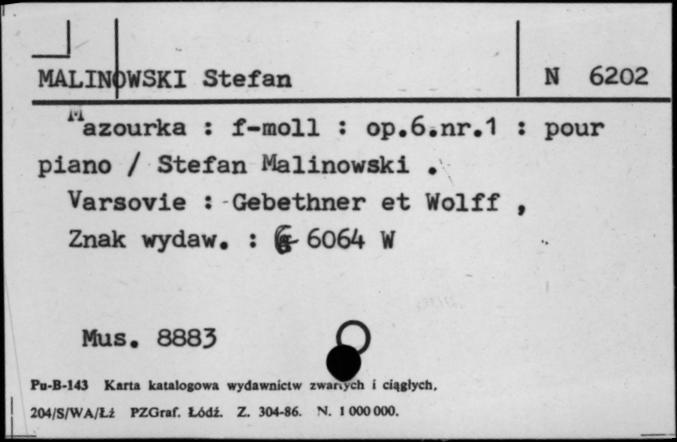 MALINOWSKI Stefan N 6202
Mazourka : f-moll : op.6.nr.1 : pour
piano / Stefan Malinowski .
Varsovie : Gebethner et Wolff ,
Znak wydaw. : G 6064 W
Mus. 8883
Pu-B-143 Karta katalogowa wydawnictw zwartych i ciągłych.
204/S/WA/Łź PZGraf. Łódź. Z. 304-86. N. 1 000 000.